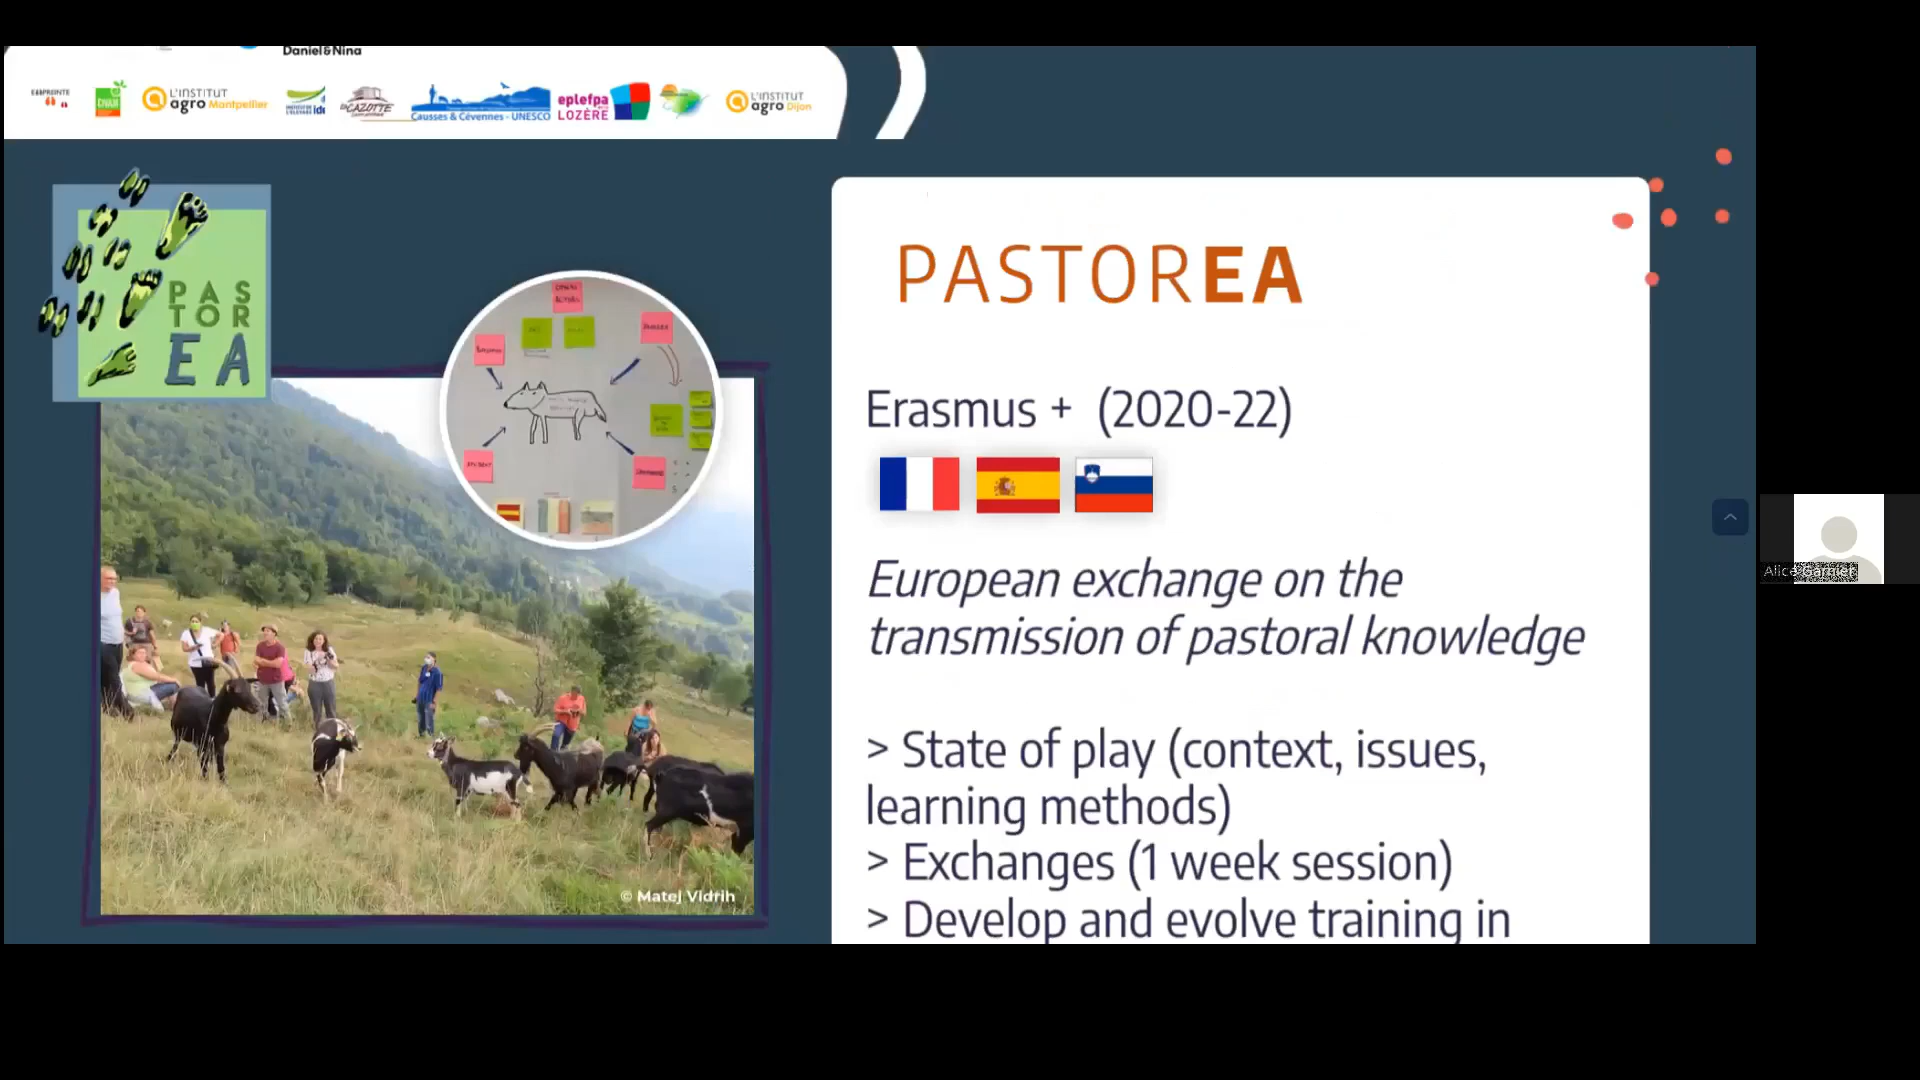 Daniel&Nina
L'INSTITUT
agro Montpellier
Causses & Cévennes - UNESCO
eplefpa
LOZÈRE
L'INSTITUT
agro Dijon
PAS
TOR
EA
© Matej Vidrih
PASTOREA
Erasmus + (2020-22)
European exchange on the
transmission of pastoral knowledge
> State of play (context, issues,
learning methods)
> Exchanges (1 week session)
> Develop and evolve training in
Alice Garnier